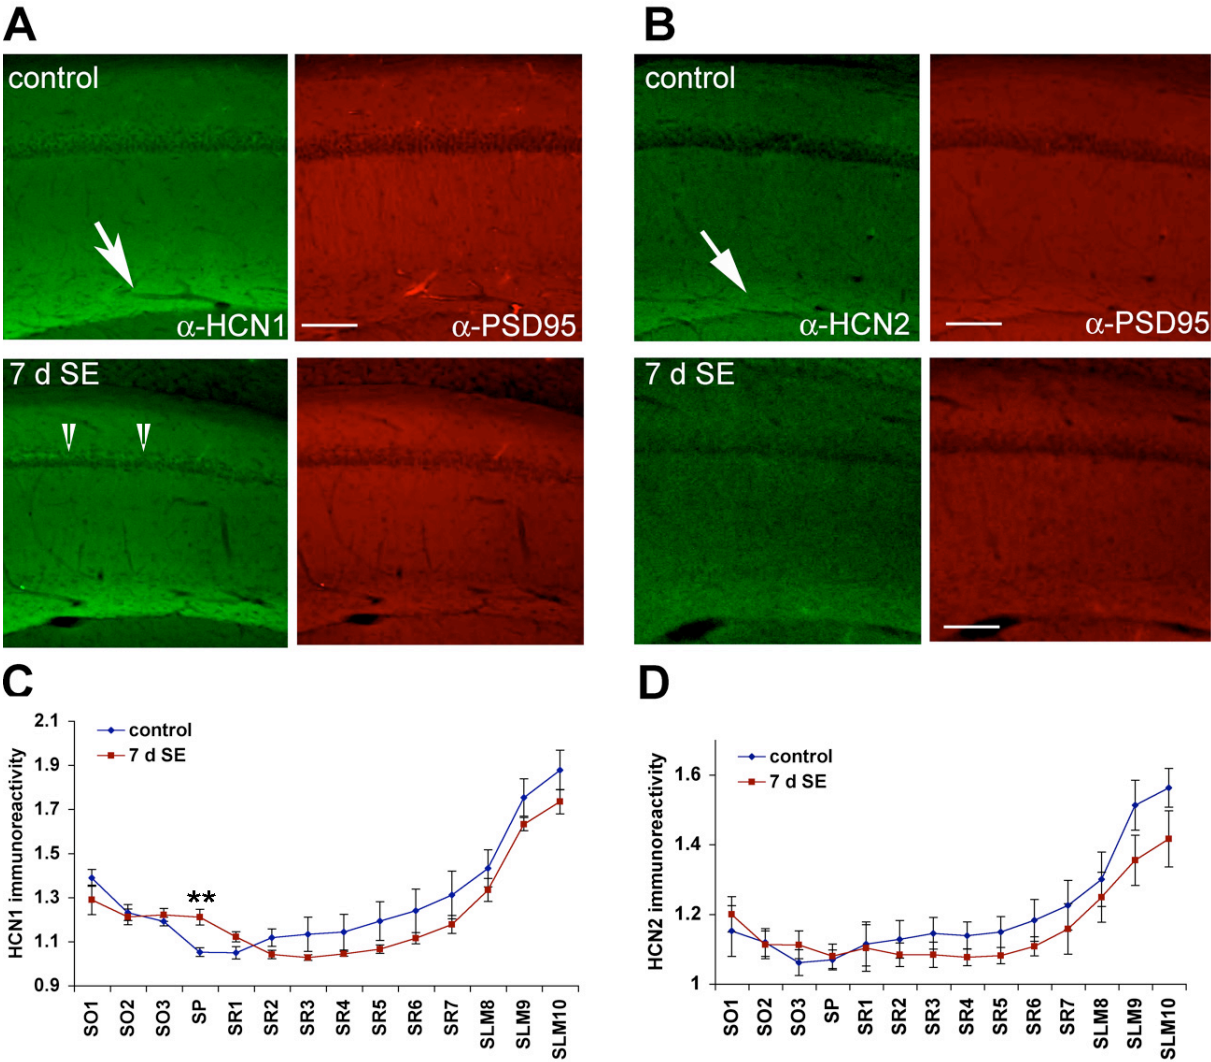 A
B
control
α-HCN1
α-PSD95
control
α-HCN2
α-PSD95
7 d SE
7 d SE
C
D
HCN1 immunoreactivity
2.1
1.9
1.7
1.5
1.3
1.1
0.9
control
7 d SE
**
SO1
SO2
SO3
SP
SR1
SR2
SR3
SR4
SR5
SR6
SR7
SLM8
SLM9
SLM10
HCN2 immunoreactivity
1.6
1.4
1.2
1
control
7 d SE
SO1
SO2
SO3
SP
SR1
SR2
SR3
SR4
SR5
SR6
SR7
SLM8
SLM9
SLM10